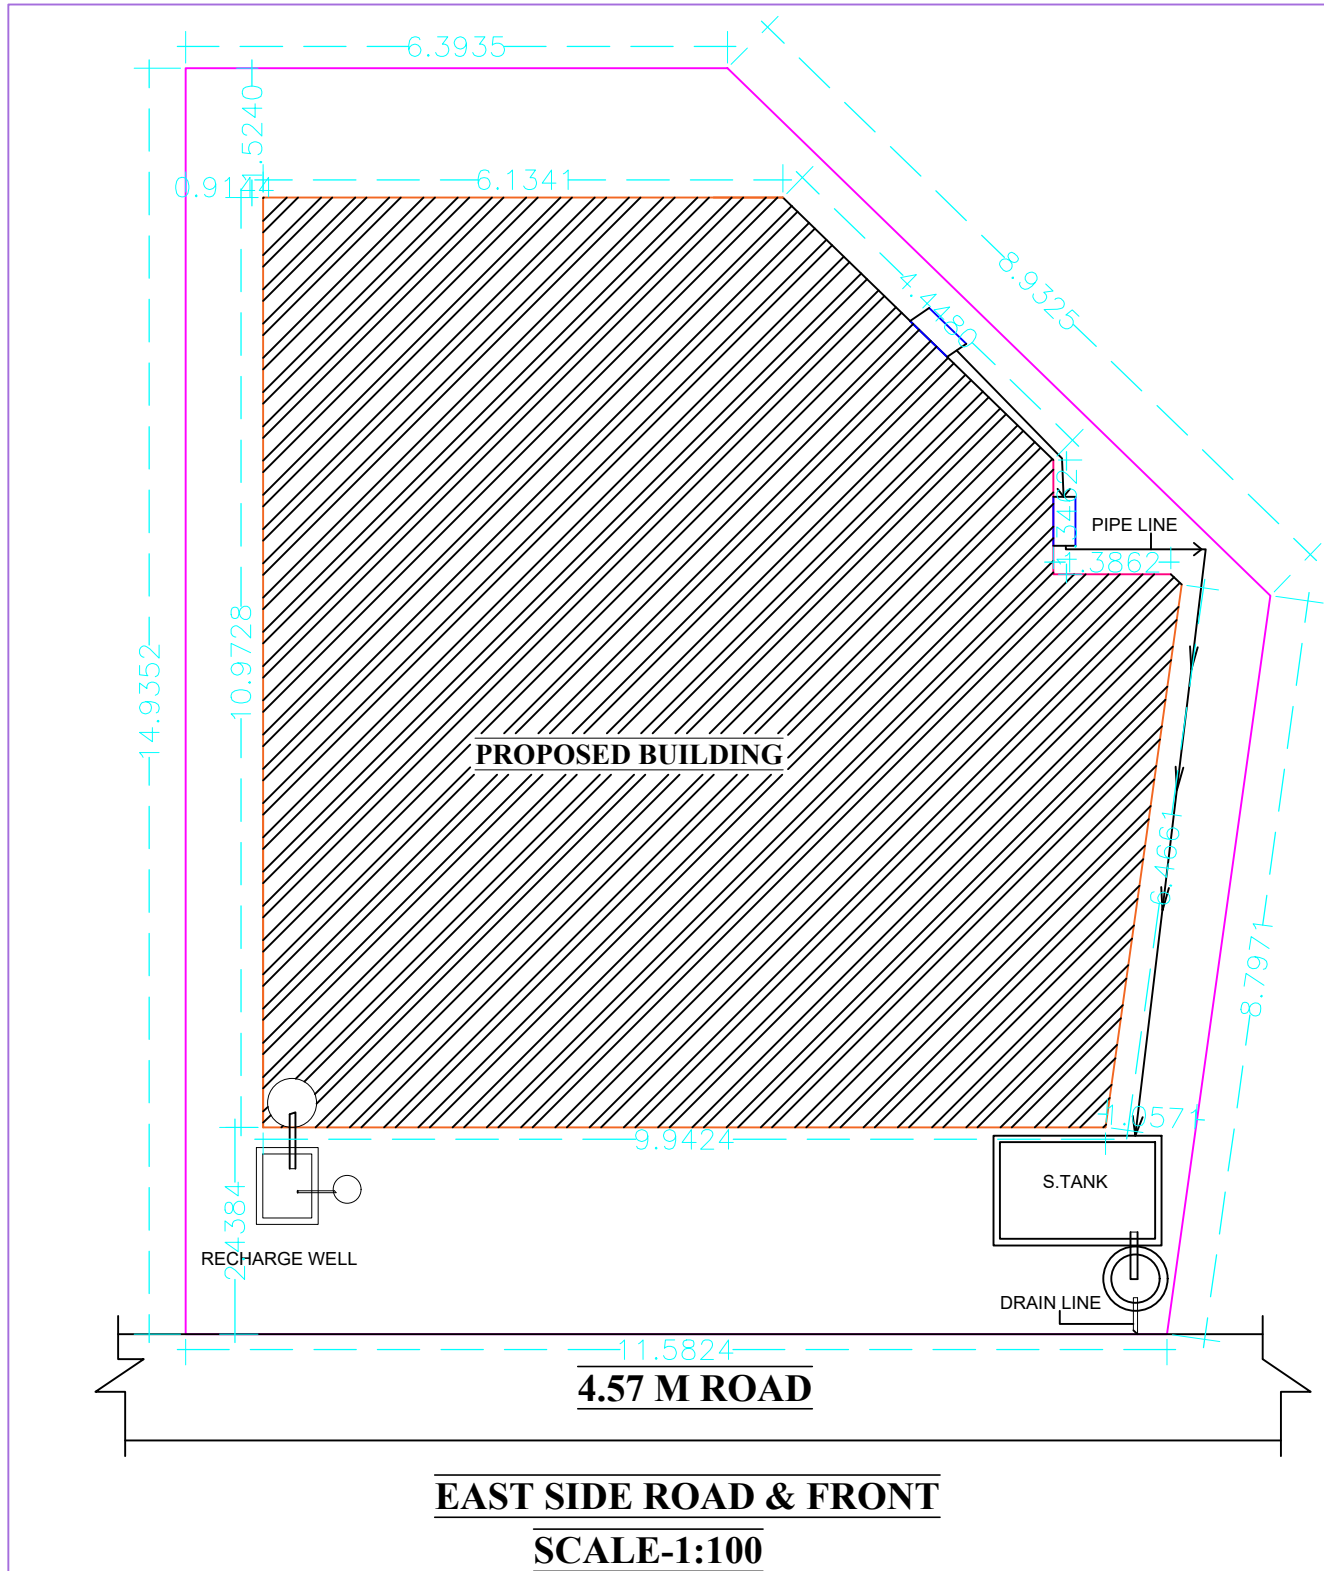 6.3935
1.5240
0.9144
6.1341
8.9325
4.4480
PIPE LINE
1.3862
10.9728
14.9352
PROPOSED BUILDING
6.4661
8.7971
1.0571
9.9424
S.TANK
2.4384
RECHARGE WELL
DRAIN LINE
11.5824
4.57 M ROAD
EAST SIDE ROAD & FRONT
SCALE-1:100